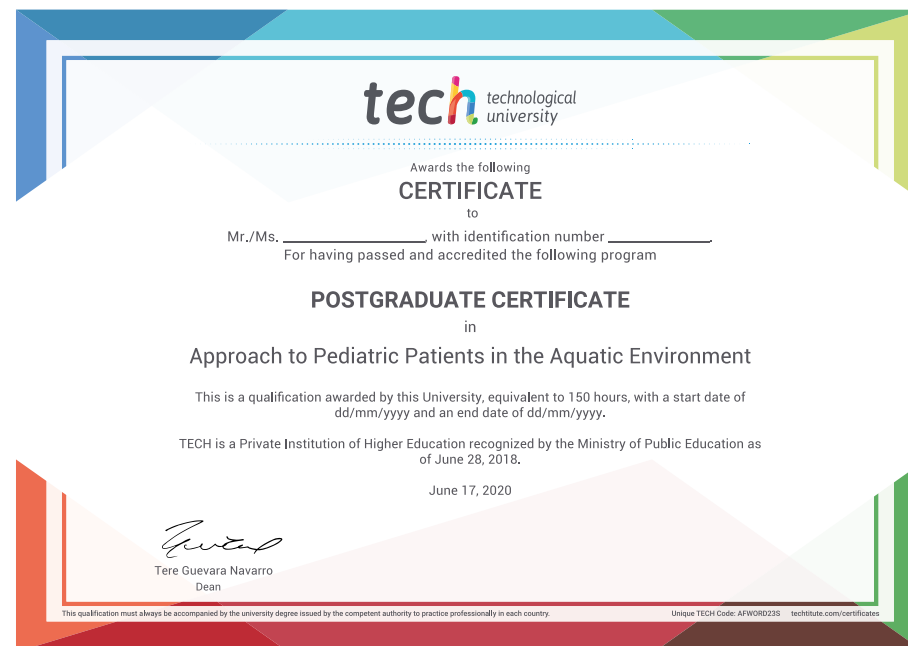 tech technological
university
Awards the following
CERTIFICATE
to
Mr./Ms. ____________________, with identification number ______________.
For having passed and accredited the following program
POSTGRADUATE CERTIFICATE
in
Approach to Pediatric Patients in the Aquatic Environment
This is a qualification awarded by this University, equivalent to 150 hours, with a start date of
dd/mm/yyyy and an end date of dd/mm/yyyy.
TECH is a Private Institution of Higher Education recognized by the Ministry of Public Education as
of June 28, 2018.
June 17, 2020
Tere Guevara Navarro
Dean
This qualification must always be accompanied by the university degree issued by the competent authority to practice professionally in each country. Unique TECH Code: AFWORD23S techtitute.com/certificates